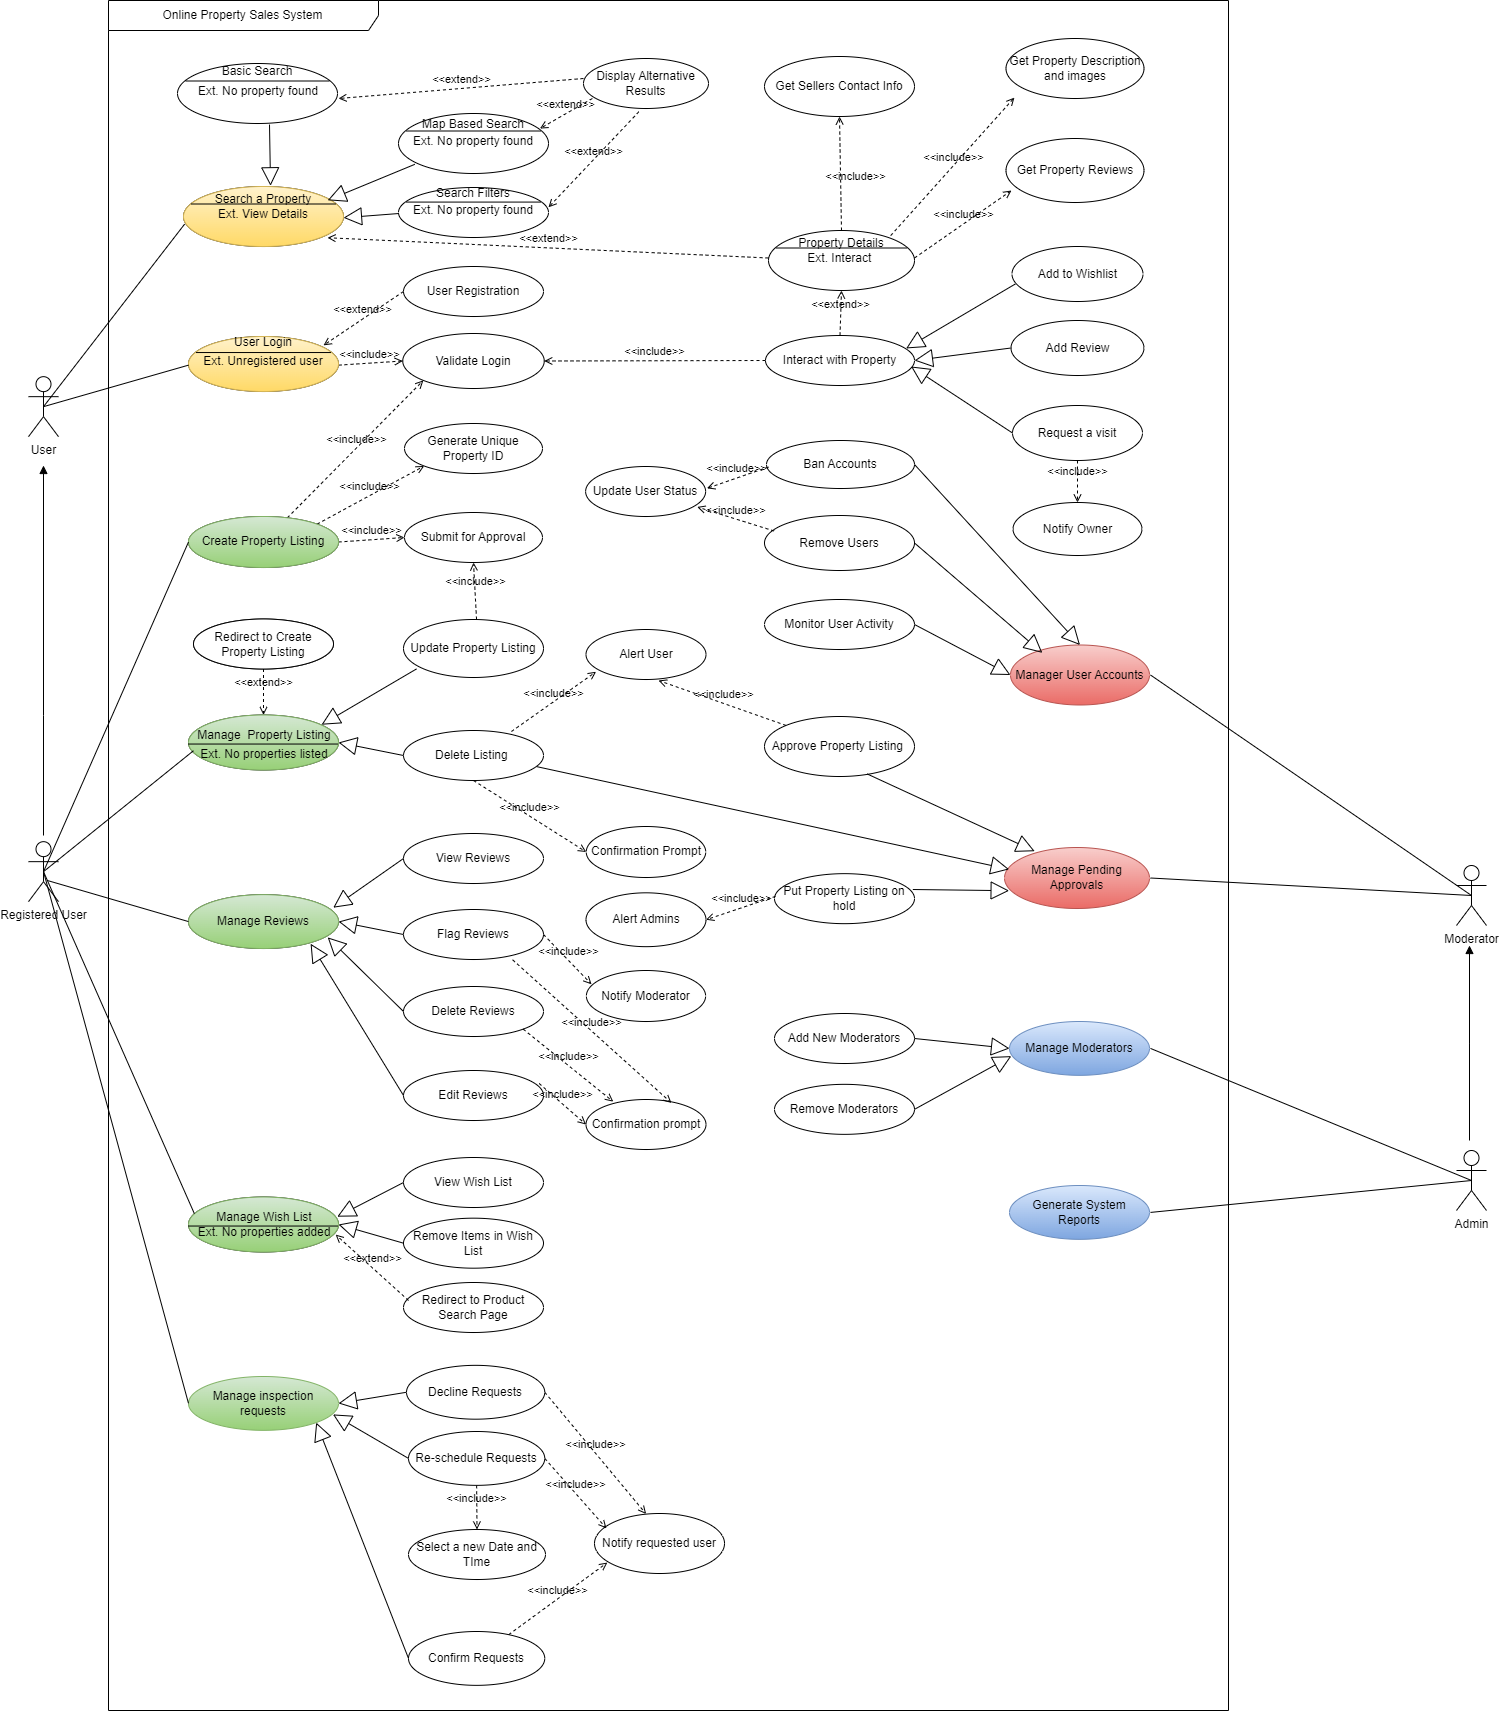 Online Property Sales System
Basic Search
Ext. No property found
<<extend>>
Display Alternative
Results
<<extend>>
Map Based Search
Ext. No property found
<<extend>>
Search Filters
Ext. No property found
Search a Property
Ext. View Details
<<extend>>
Get Sellers Contact Info
Get Property Description
and images
<<include>>
<<include>>
Get Property Reviews
<<include>>
Property Details
Ext. Interact
<<extend>>
User Registration
<<extend>>
User Login
Ext. Unregistered user
<<include>>
Validate Login
<<include>>
Interact with Property
Add to Wishlist
Add Review
Request a visit
<<include>>
Notify Owner
User
<<include>>
Generate Unique
Property ID
<<include>>
Create Property Listing
<<include>>
Submit for Approval
<<include>>
Update User Status
<<include>>
Ban Accounts
<<include>>
Remove Users
Monitor User Activity
Manager User Accounts
Redirect to Create
Property Listing
<<extend>>
Update Property Listing
Alert User
<<include>>
<<include>>
Manage  Property Listing
Ext. No properties listed
Delete Listing
Approve Property Listing
<<include>>
Confirmation Prompt
View Reviews
Manage Pending
Approvals
Put Property Listing on
hold
<<include>>
Alert Admins
Registered User
Manage Reviews
Flag Reviews
<<include>>
Moderator
Notify Moderator
Delete Reviews
<<include>>
<<include>>
Add New Moderators
Manage Moderators
Edit Reviews
<<include>>
Confirmation prompt
Remove Moderators
View Wish List
Manage Wish List
Ext. No properties added
Remove Items in Wish
List
<<extend>>
Redirect to Product
Search Page
Generate System
Reports
Admin
Manage inspection
requests
Decline Requests
<<include>>
Re-schedule Requests
<<include>>
<<include>>
Select a new Date and
TIme
Notify requested user
<<include>>
Confirm Requests